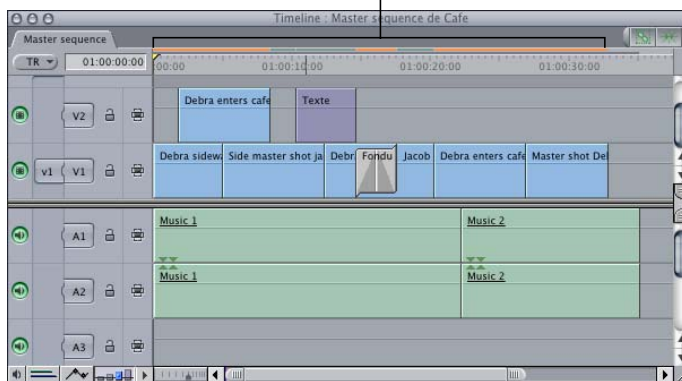 Timeline : Master sequence de Cafe
Master sequence
TR 01:00:00:00 00:00 01:00:10:00 01:00:20:00 01:00:30:00
V2 Debra enters cafe Texte
v1 V1 Debra sidewa Side master shot ja Debr Fondu Jacob Debra enters cafe Master shot Del
A1 Music 1 Music 2
A2 Music 1 Music 2
A3